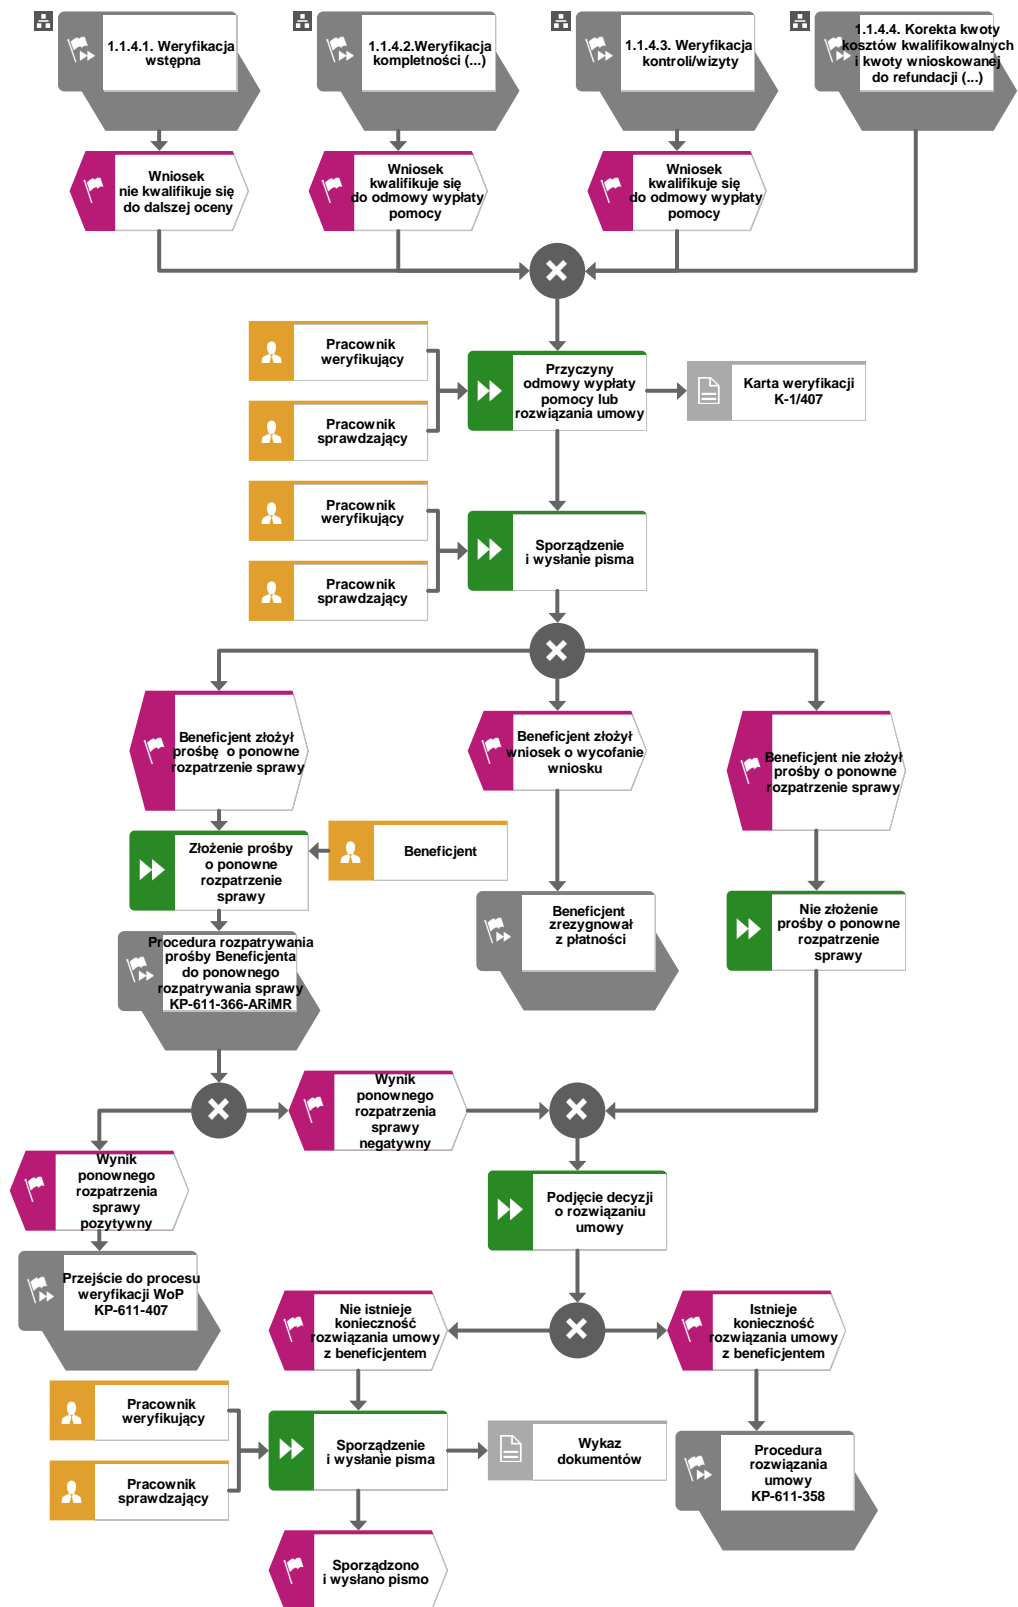 1.1.4.1. Weryfikacja
wstępna
1.1.4.2.Weryfikacja
kompletności (...)
1.1.4.3. Weryfikacja
kontroli/wizyty
1.1.4.4. Korekta kwoty
kosztów kwalifikowalnych
i kwoty wnioskowanej
do refundacji (...)
Wniosek
nie kwalifikuje się
do dalszej oceny
Wniosek
kwalifikuje się
do odmowy wypłaty
pomocy
Wniosek
kwalifikuje się
do odmowy wypłaty
pomocy
Pracownik
weryfikujący
Pracownik
sprawdzający
Przyczyny
odmowy wypłaty
pomocy lub
rozwiązania umowy
Karta weryfikacji
K-1/407
Pracownik
weryfikujący
Pracownik
sprawdzający
Sporządzenie
i wysłanie pisma
Beneficjent złożył
prośbę  o ponowne
rozpatrzenie sprawy
Beneficjent złożył
wniosek o wycofanie
wniosku
Beneficjent nie złożył
prośby o ponowne
rozpatrzenie sprawy
Złożenie prośby
o ponowne
rozpatrzenie
sprawy
Beneficjent
Beneficjent
zrezygnował
z płatności
Nie złożenie
prośby o ponowne
rozpatrzenie
sprawy
Procedura rozpatrywania
prośby Beneficjenta
do ponownego
rozpatrywania sprawy
KP-611-366-ARiMR
Wynik
ponownego
rozpatrzenia
sprawy
negatywny
Wynik
ponownego
rozpatrzenia
sprawy
pozytywny
Podjęcie decyzji
o rozwiązaniu
umowy
Przejście do procesu
weryfikacji WoP
KP-611-407
Nie istnieje
konieczność
rozwiązania umowy
z beneficjentem
Istnieje
konieczność
rozwiązania umowy
z beneficjentem
Pracownik
weryfikujący
Pracownik
sprawdzający
Sporządzenie
i wysłanie pisma
Wykaz
dokumentów
Procedura
rozwiązania
umowy
KP-611-358
Sporządzono
i wysłano pismo